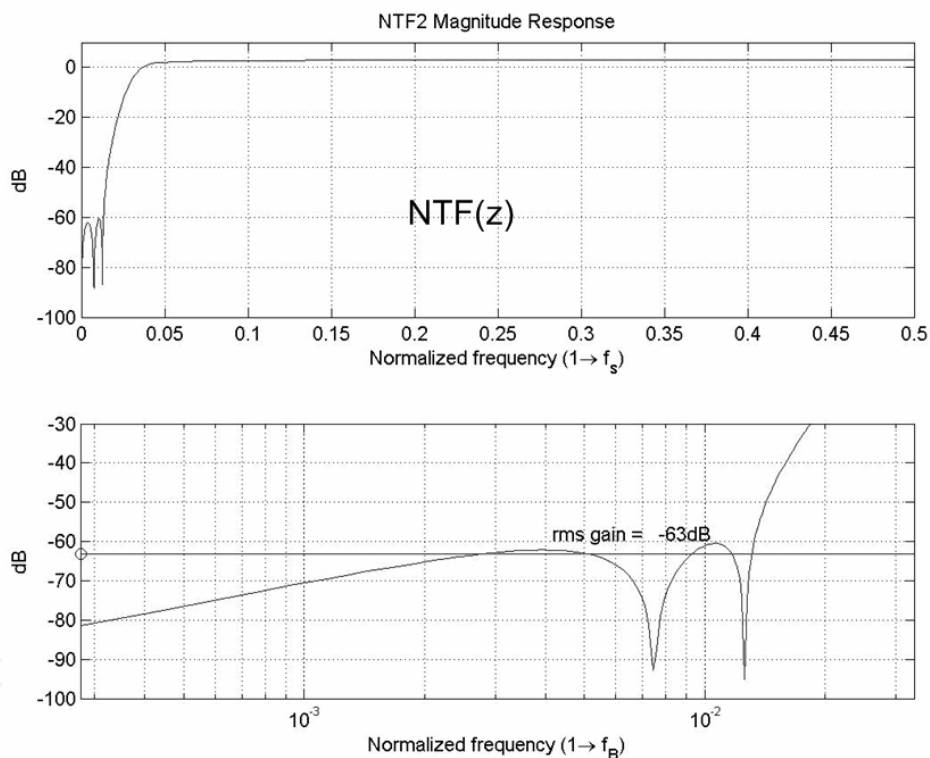 NTF2 Magnitude Response
0
-20
-40
-60
-80
-100
dB
NTF(z)
0 0.05 0.1 0.15 0.2 0.25 0.3 0.35 0.4 0.45 0.5
Normalized frequency (1→ fs)
-30
-40
-50
-60
-70
-80
-90
-100
dB
rms gain = -63dB
10-3 10-2
Normalized frequency (1→ fB)